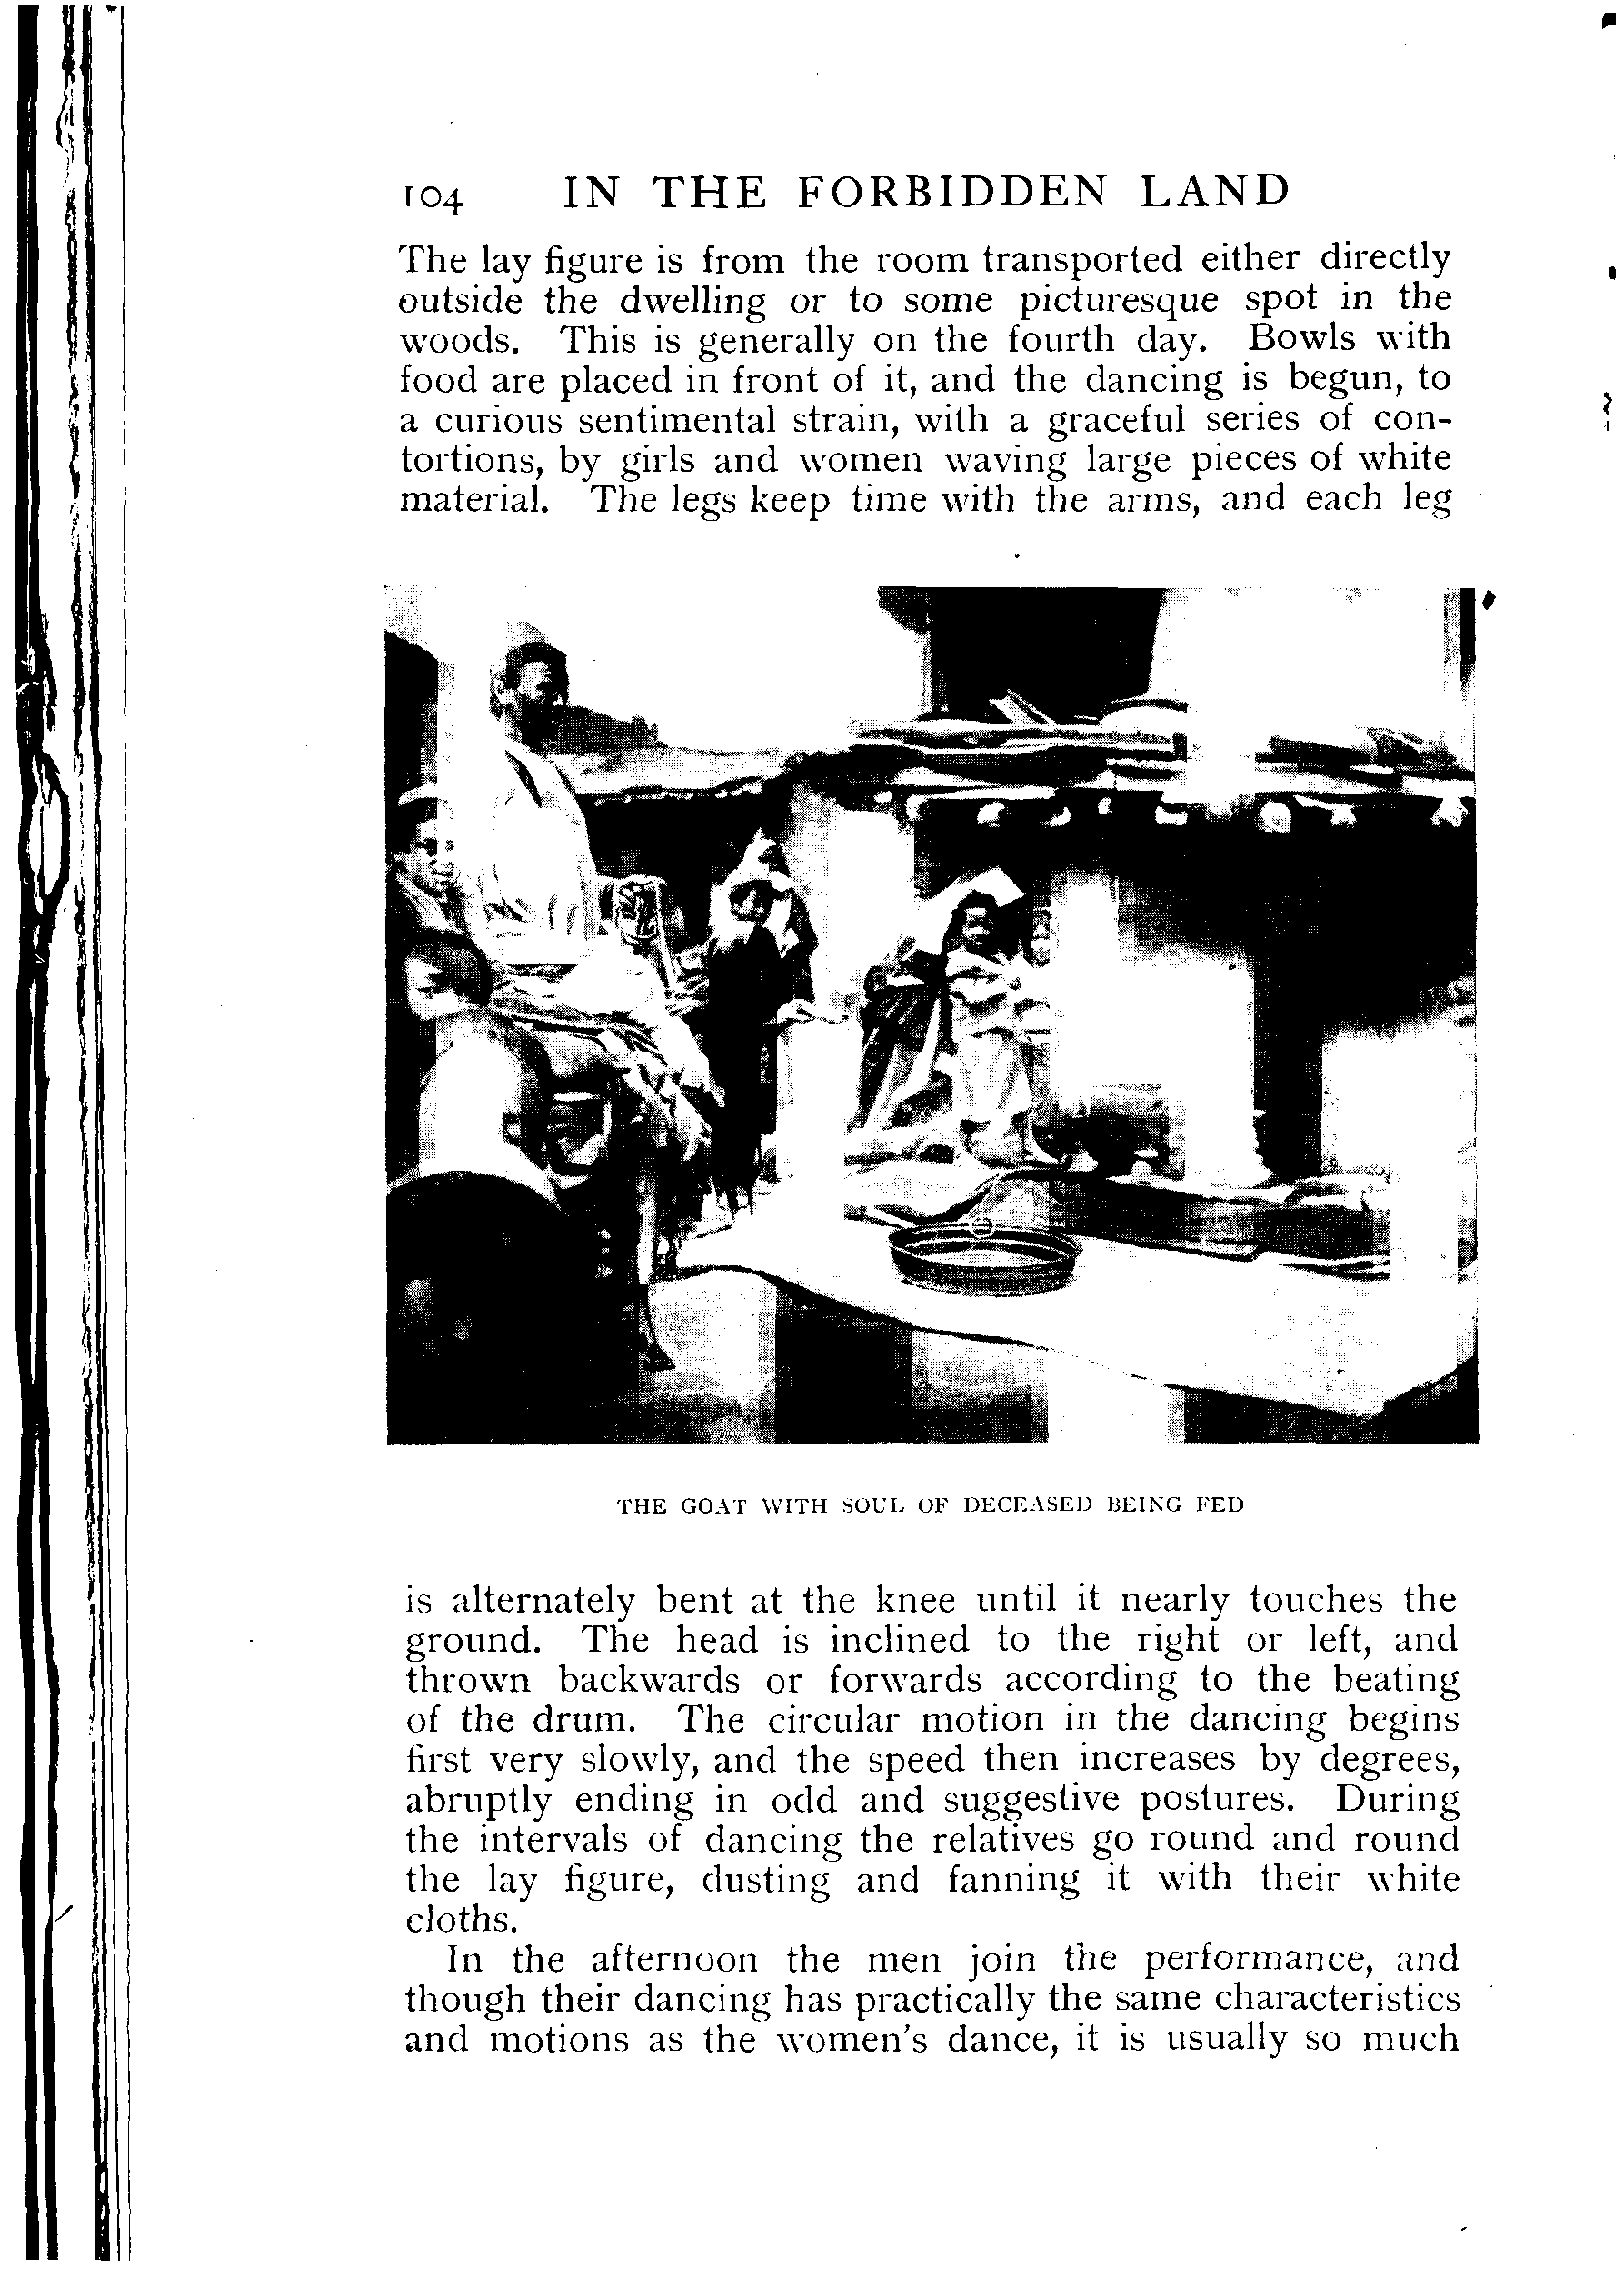 104 IN THE FORBIDDEN LAND
The lay figure is from the room transported either directly
outside the dwelling or to some picturesque spot in the
woods. This is generally on the fourth day. Bowls with
food are placed in front of it, and the dancing is begun, to
a curious sentimental strain, with a graceful series of con-
tortions, by girls and women waving large pieces of white
material. The legs keep time with the arms, and each leg
THE GOAT WITH SOUL OF DECEASED BEING FED
is alternately bent at the knee until it nearly touches the
ground. The head is inclined to the right or left, and
thrown backwards or forwards according to the beating
of the drum. The circular motion in the dancing begins
first very slowly, and the speed then increases by degrees,
abruptly ending in odd and suggestive postures. During
the intervals of dancing the relatives go round and round
the lay figure, dusting and fanning it with their white
cloths.
In the afternoon the men join the performance, and
though their dancing has practically the same characteristics
and motions as the women's dance, it is usually so much